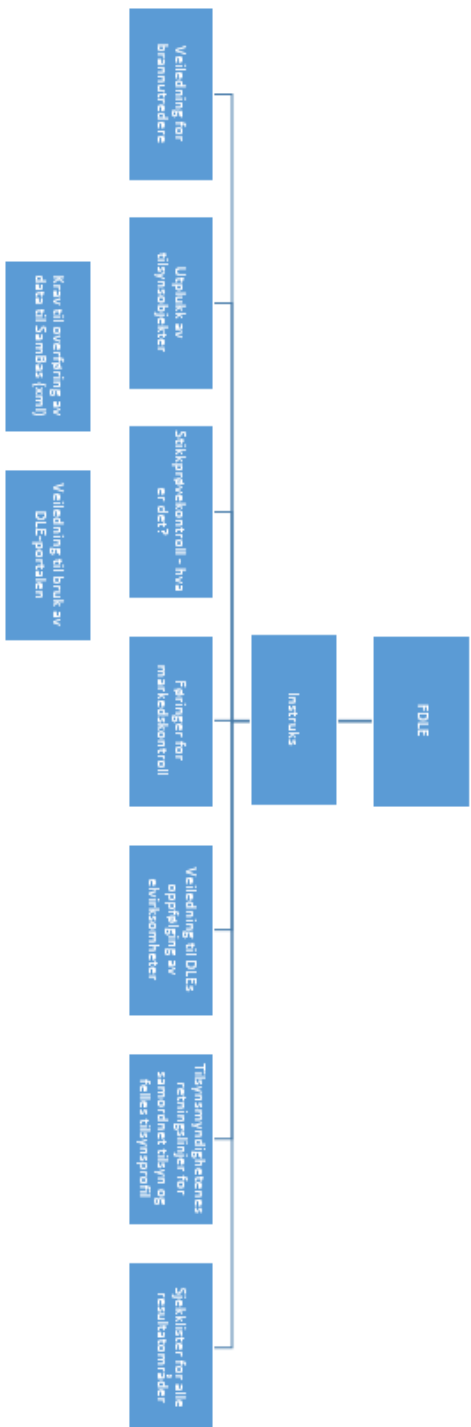 FDLE
Instruks
Veiledning for
brannutredere
Utplukk av
tilsynsobjekter
Stikkprøvekontroll – hva
er det?
Føringer for
markedskontroll
Veiledning til DLEs
oppfølging av
elvirksomheter
Tilsynsmyndighetenes
retningslinjer for
samordnet tilsyn og
felles tilsynsprofil
Sjekklister for alle
resultatområder
Krav til overføring av
data til SamBas (xml)
Veiledning til bruk av
DLE-portalen